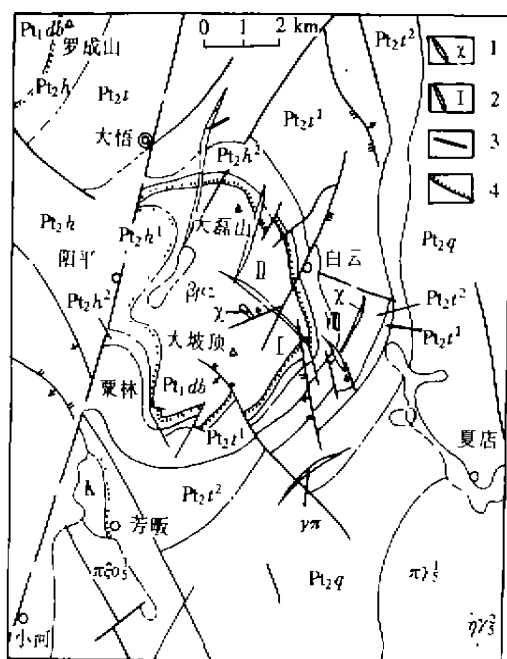 Pt₁db
罗成山
Pt₂h
Pt₂t
大悟
0 1 2 km
Pt₂t²
Pt₂t¹
χ 1
I 2
3
4
Pt₂h²
Pt₂h
Pt₂h¹
大磊山
阳平
II
白云
Pt₂q
Pt₂h²
χ
χ
Pt₂t²
Pt₂t¹
大坡顶
I
III
粟林
Pt₁db
Pt₂t¹
夏店
Pt₂t²
K
芳畈
γπ
Pt₂q
小河